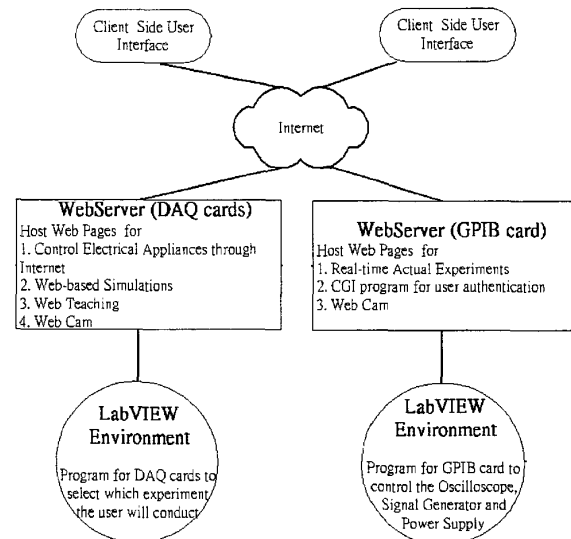 Client Side User
Interface
Client Side User
Interface
Internet
WebServer (DAQ cards)
Host Web Pages for
1. Control Electrical Appliances through
Internet
2. Web-based Simulations
3. Web Teaching
4. Web Cam
WebServer (GPIB card)
Host Web Pages for
1. Real-time Actual Experiments
2. CGI program for user authentication
3. Web Cam
LabVIEW
Environment
Program for DAQ cards to
select which experiment
the user will conduct
LabVIEW
Environment
Program for GPIB card to
control the Oscilloscope,
Signal Generator and
Power Supply